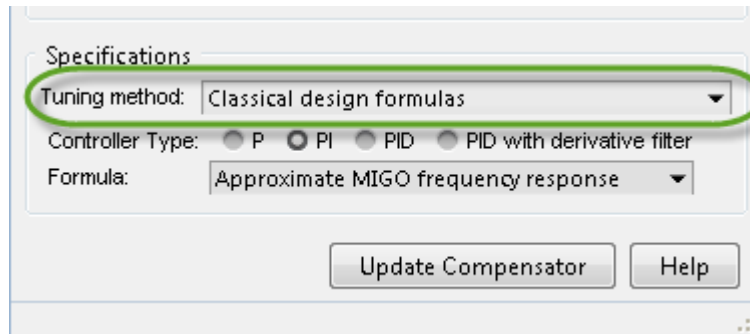 Specifications
Tuning method: Classical design formulas
Controller Type: P PI PID PID with derivative filter
Formula: Approximate MIGO frequency response
Update Compensator Help